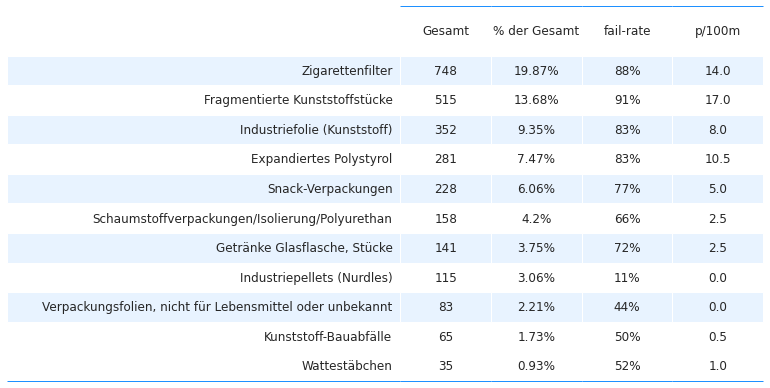 Gesamt % der Gesamt fail-rate p/100m
Zigarettenfilter 748 19.87% 88% 14.0
Fragmentierte Kunststoffstücke 515 13.68% 91% 17.0
Industriefolie (Kunststoff) 352 9.35% 83% 8.0
Expandiertes Polystyrol 281 7.47% 83% 10.5
Snack-Verpackungen 228 6.06% 77% 5.0
Schaumstoffverpackungen/Isolierung/Polyurethan 158 4.2% 66% 2.5
Getränke Glasflasche, Stücke 141 3.75% 72% 2.5
Industriepellets (Nurdles) 115 3.06% 11% 0.0
Verpackungsfolien, nicht für Lebensmittel oder unbekannt 83 2.21% 44% 0.0
Kunststoff-Bauabfälle 65 1.73% 50% 0.5
Wattestäbchen 35 0.93% 52% 1.0